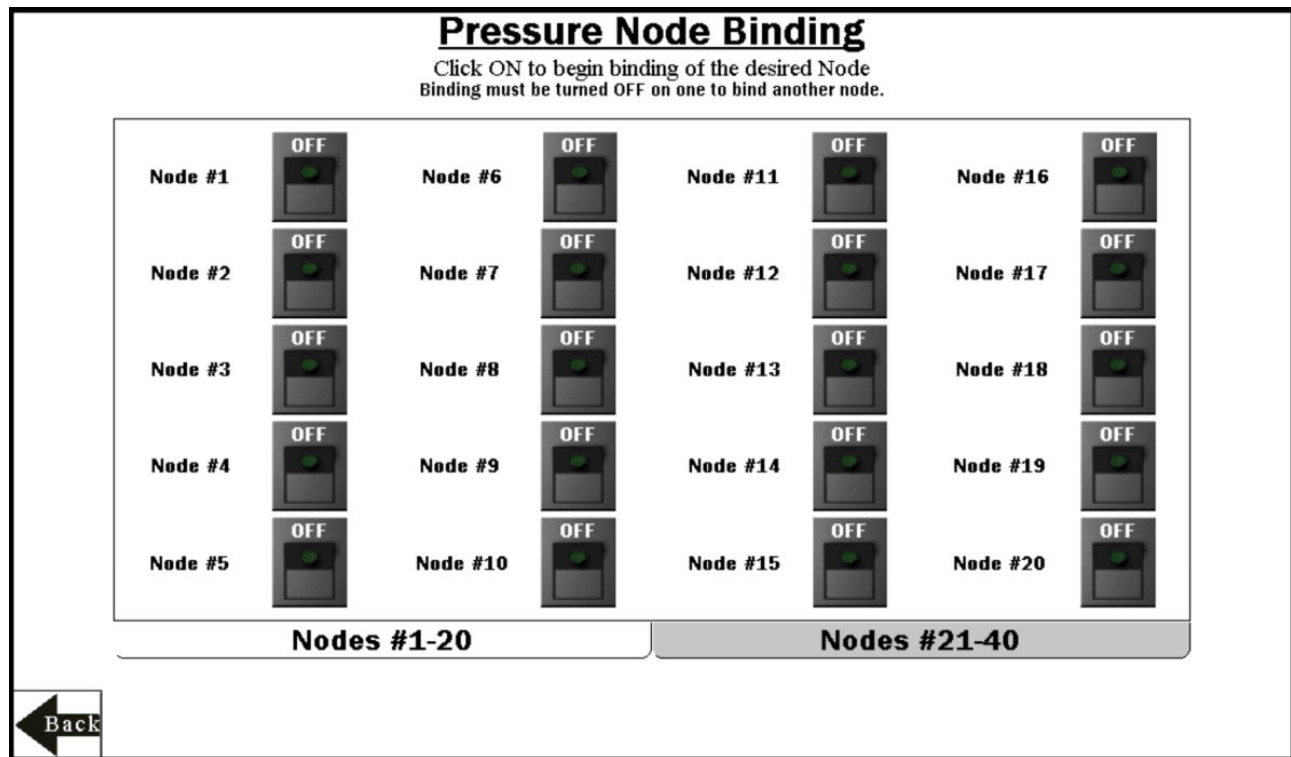 Pressure Node Binding
Click ON to begin binding of the desired Node
Binding must be turned OFF on one to bind another node.
OFF OFF OFF OFF
Node #1 Node #6 Node #11 Node #16
OFF OFF OFF OFF
Node #2 Node #7 Node #12 Node #17
OFF OFF OFF OFF
Node #3 Node #8 Node #13 Node #18
OFF OFF OFF OFF
Node #4 Node #9 Node #14 Node #19
OFF OFF OFF OFF
Node #5 Node #10 Node #15 Node #20
Nodes #1-20 Nodes #21-40
Back